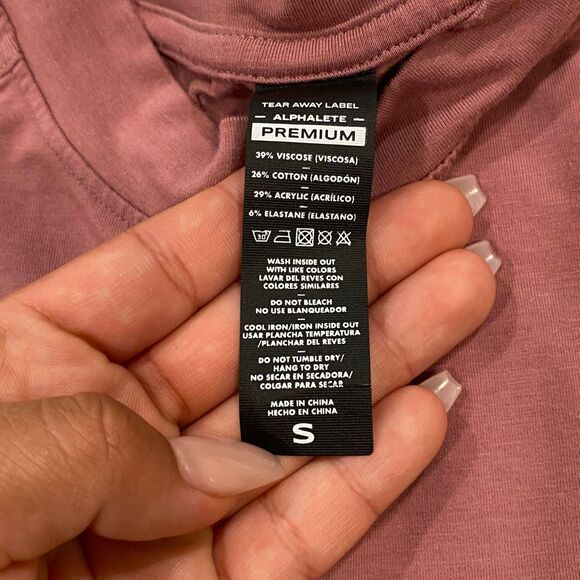 TEAR AWAY LABEL
ALPHALETE
PREMIUM
39% VISCOSE (VISCOSA)
26% COTTON (ALGODÓN)
29% ACRYLIC (ACRÍLICO)
6% ELASTANE (ELASTANO)
30°
WASH INSIDE OUT
WITH LIKE COLORS
LAVAR DEL REVES CON
COLORES SIMILARES
DO NOT BLEACH
NO USE BLANQUEADOR
COOL IRON/IRON INSIDE OUT
USAR PLANCHA TEMPERATURA
/PLANCHAR DEL REVES
DO NOT TUMBLE DRY/
HANG TO DRY
NO SECAR EN SECADORA/
COLGAR PARA SECAR
MADE IN CHINA
HECHO EN CHINA
S